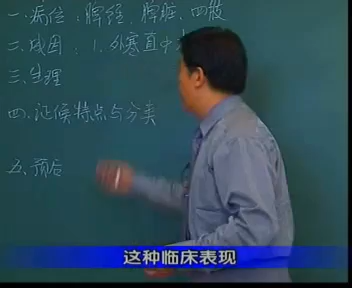 一、病位：脾经、脾脏、四肢
二、成因：1.外寒直中
三、生理
四、证候特点与分类
五、预后
这种临床表现